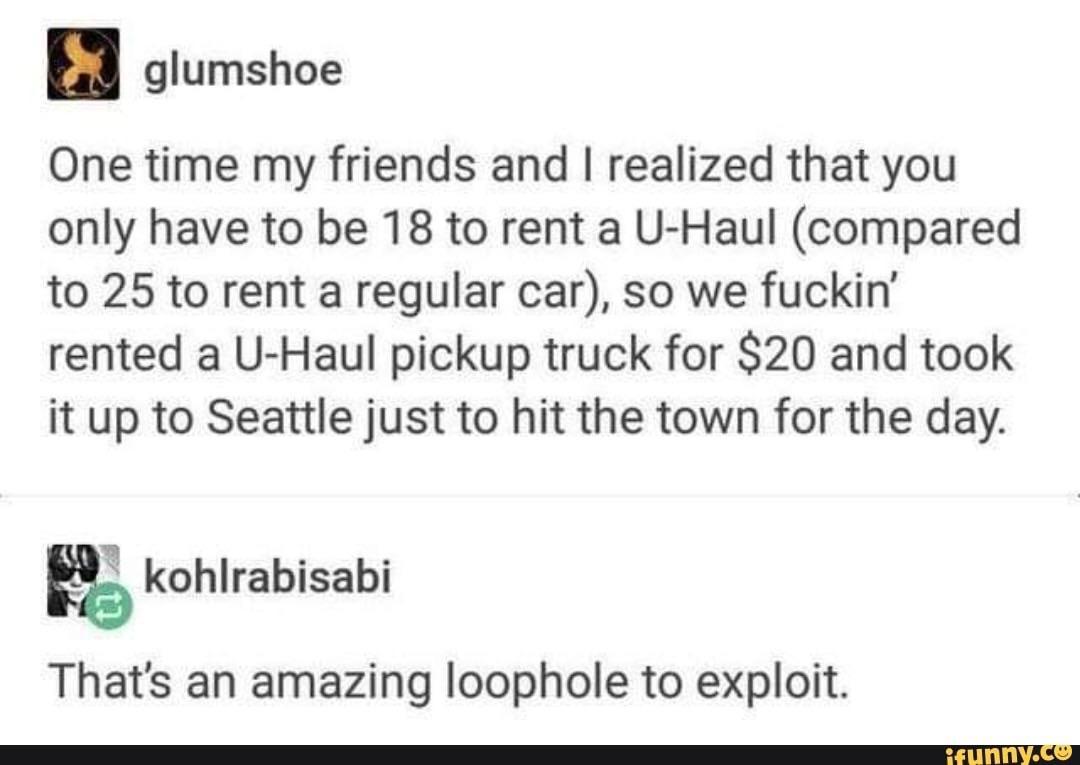 glumshoe
One time my friends and I realized that you
only have to be 18 to rent a U-Haul (compared
to 25 to rent a regular car), so we fuckin'
rented a U-Haul pickup truck for $20 and took
it up to Seattle just to hit the town for the day.
kohlrabisabi
That's an amazing loophole to exploit.
ifunny.co